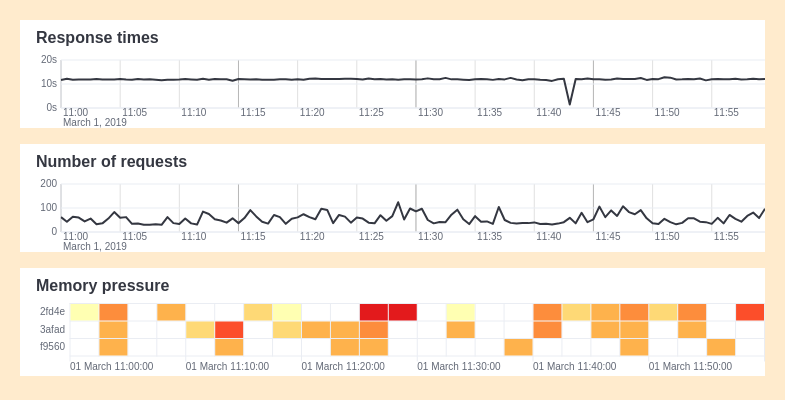 Response times
20s
10s
0s
11:00 11:05 11:10 11:15 11:20 11:25 11:30 11:35 11:40 11:45 11:50 11:55
March 1, 2019
Number of requests
200
100
0
11:00 11:05 11:10 11:15 11:20 11:25 11:30 11:35 11:40 11:45 11:50 11:55
March 1, 2019
Memory pressure
2fd4e
3afad
f9560
01 March 11:00:00 01 March 11:10:00 01 March 11:20:00 01 March 11:30:00 01 March 11:40:00 01 March 11:50:00